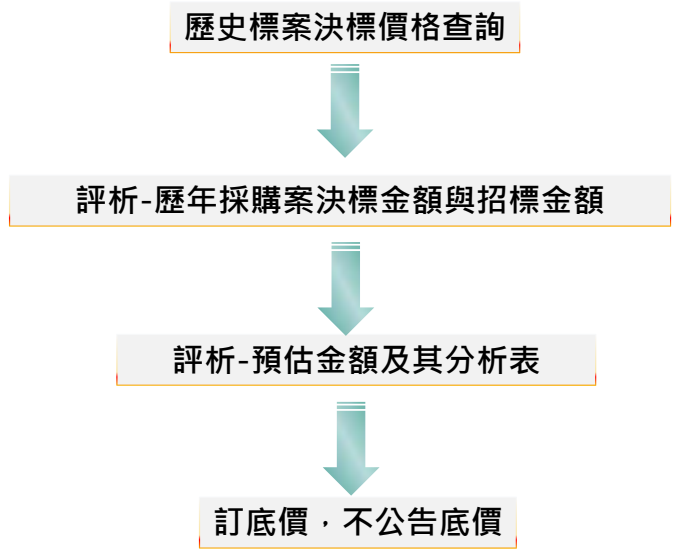 歷史標案決標價格查詢
評析-歷年採購案決標金額與招標金額
評析-預估金額及其分析表
訂底價，不公告底價